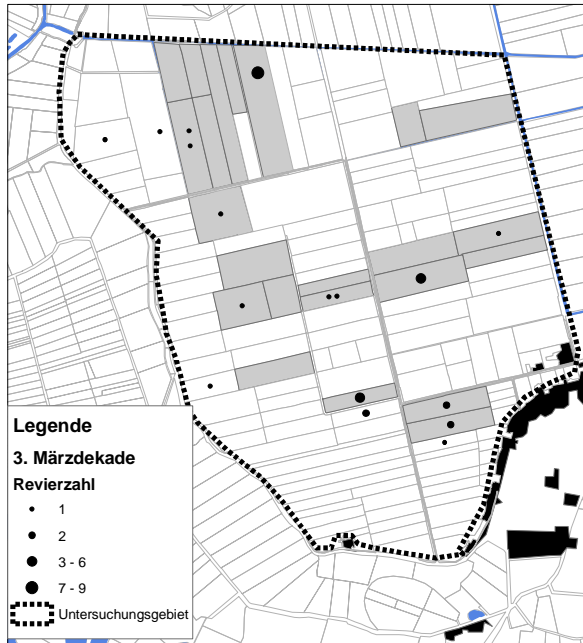 Legende
3. Märzdekade
Revierzahl
1
2
3 - 6
7 - 9
Untersuchungsgebiet